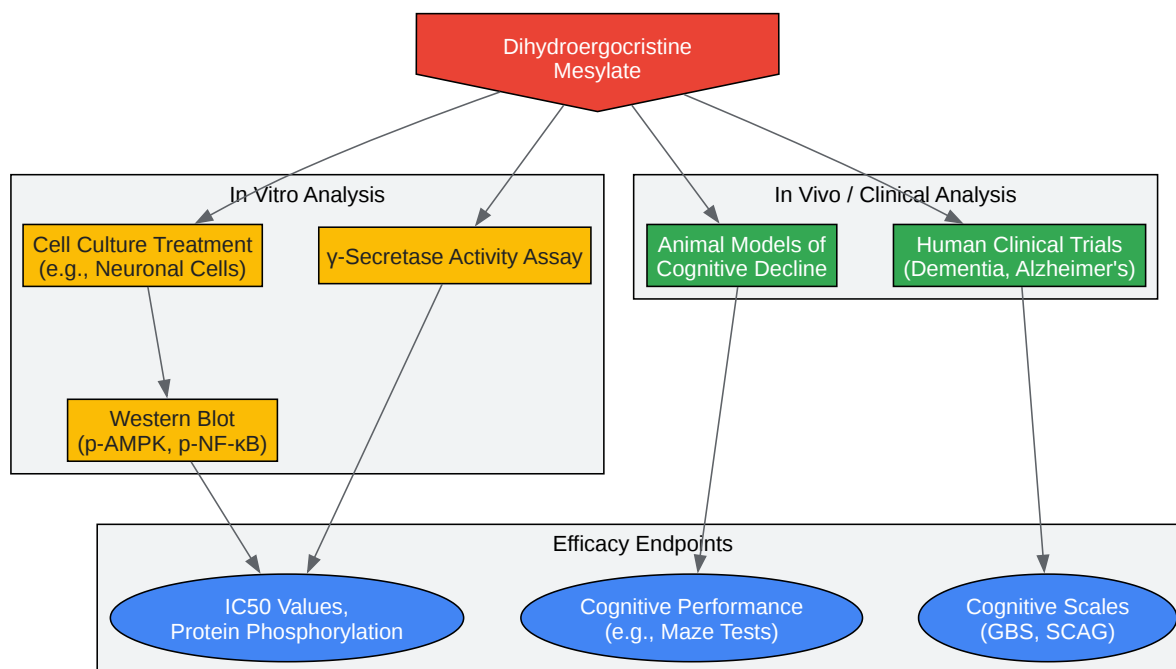 Dihydroergocristine
Mesylate
In Vitro Analysis
In Vivo / Clinical Analysis
Cell Culture Treatment
(e.g., Neuronal Cells)
γ-Secretase Activity Assay
Animal Models of
Cognitive Decline
Human Clinical Trials
(Dementia, Alzheimer's)
Western Blot
(p-AMPK, p-NF-κB)
Efficacy Endpoints
IC50 Values,
Protein Phosphorylation
Cognitive Performance
(e.g., Maze Tests)
Cognitive Scales
(GBS, SCAG)